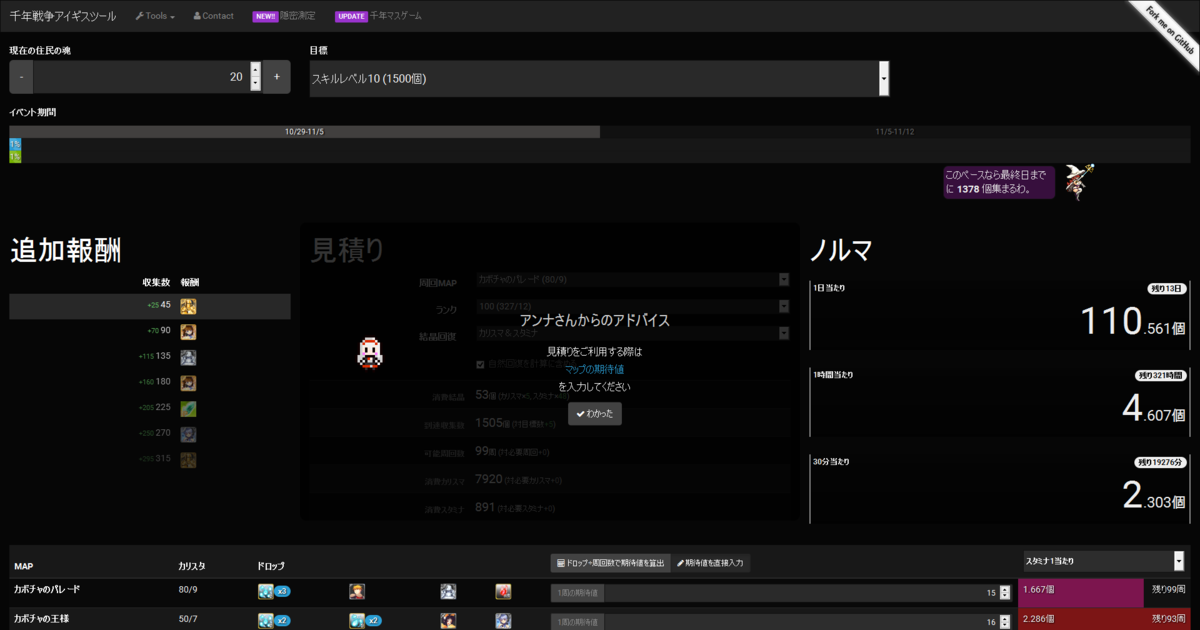 千年戦争アイギスツール Tools Contact NEW!! 隠密測定 UPDATE 千年マスゲーム
Fork me on GitHub
現在の住民の魂 目標
- 20 + スキルレベル10 (1500個)
イベント期間
10/29-11/5 11/5-11/12
1%
1%
このペースなら最終日まで
に 1378 個集まるわ。
追加報酬 見積り ノルマ
収集数 報酬
+25 45
+70 90
+115 135
+160 180
+205 225
+250 270
+295 315
周回MAP カボチャのパレード (80/9)
ランク 100 (327/12)
結晶回復 カリスマ & スタミナ
アンナさんからのアドバイス
見積りをご利用する際は
マップの期待値
を入力してください
わかった
消費結晶 53個
1505個
可能周回数 99周 (対必要周回+0)
消費カリスマ 7920 (対必要カリスマ+0)
消費スタミナ 891 (対必要スタミナ+0)
1日当たり 残り13日
110.561個
1時間当たり 残り321時間
4.607個
30分当たり 残り19276分
2.303個
MAP カリスタ ドロップ ドロップ÷周回数で期待値を算出 期待値を直接入力 スタミナ1当たり
カボチャのパレード 80/9 x3 1周の期待値 15 1.667個 残り99周
カボチャの王様 50/7 x2 x2 1周の期待値 16 2.286個 残り93周